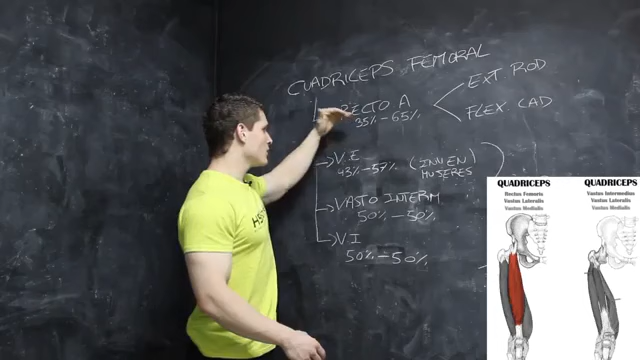 CUADRICEPS FEMORAL
RECTO A
35% - 65%
EXT ROD
FLEX. CAD
V.E
43% - 57%
(INV EN
MUJERES)
VASTO INTERM
50% - 50%
V.I
50% - 50%
QUADRICEPS
Rectus Femoris
Vastus Lateralis
Vastus Medialis
QUADRICEPS
Vastus Intermedius
Vastus Lateralis
Vastus Medialis